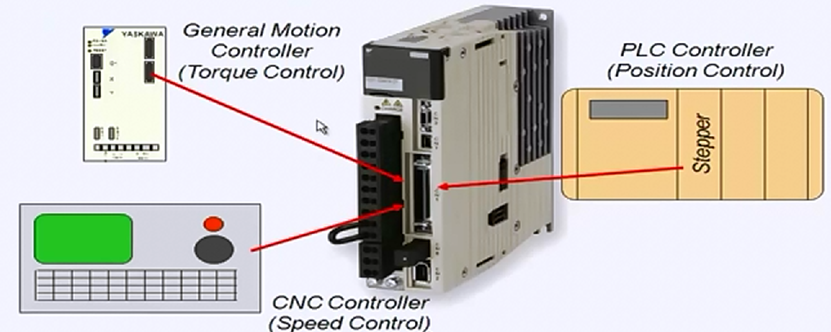 YASKAWA
General Motion
Controller
(Torque Control)
PLC Controller
(Position Control)
Stepper
CNC Controller
(Speed Control)